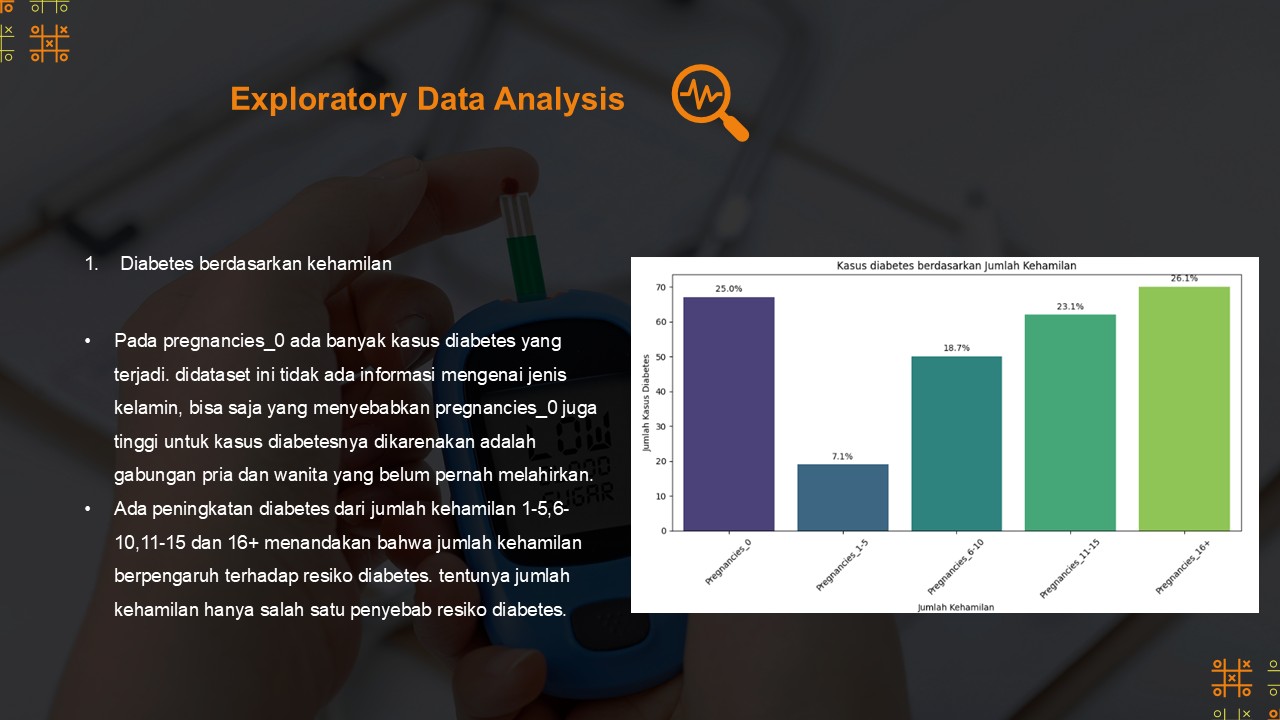 Exploratory Data Analysis
1. Diabetes berdasarkan kehamilan
• Pada pregnancies_0 ada banyak kasus diabetes yang
terjadi. didataset ini tidak ada informasi mengenai jenis
kelamin, bisa saja yang menyebabkan pregnancies_0 juga
tinggi untuk kasus diabetesnya dikarenakan adalah
gabungan pria dan wanita yang belum pernah melahirkan.
• Ada peningkatan diabetes dari jumlah kehamilan 1-5,6-
10,11-15 dan 16+ menandakan bahwa jumlah kehamilan
berpengaruh terhadap resiko diabetes. tentunya jumlah
kehamilan hanya salah satu penyebab resiko diabetes.
Kasus diabetes berdasarkan Jumlah Kehamilan
Jumlah Kasus Diabetes
70
60
50
40
30
20
10
0
25.0%
7.1%
18.7%
23.1%
26.1%
Pregnancies_0
Pregnancies_1-5
Pregnancies_6-10
Pregnancies_11-15
Pregnancies_16+
Jumlah Kehamilan
LOW
SUGAR